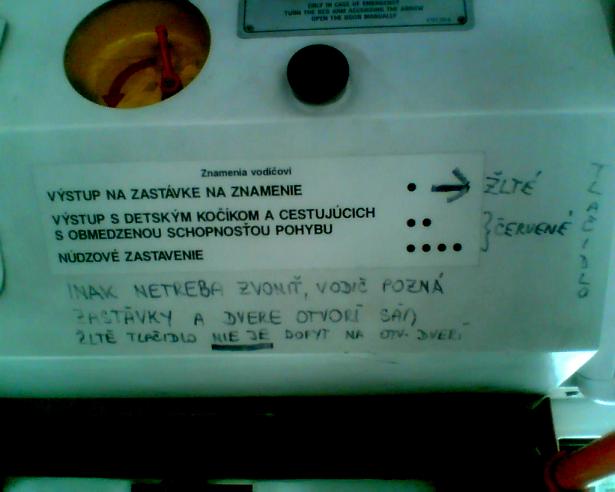 ONLY IN CASE OF EMERGENCY
TURN THE RED ARM ACCORDING THE ARROW
OPEN THE DOOR MANUALLY
Znamenia vodičovi
VÝSTUP NA ZASTÁVKE NA ZNAMENIE • → ŽLTÉ
VÝSTUP S DETSKÝM KOČÍKOM A CESTUJÚCICH
S OBMEDZENOU SCHOPNOSŤOU POHYBU • •
NÚDZOVÉ ZASTAVENIE • • • •
} ČERVENÉ
TLAČIDLO
INAK NETREBA ZVONIŤ, VODIČ POZNÁ
ZASTÁVKY A DVERE OTVORÍ SÁM
ŽLTÉ TLAČIDLO NIE JE DOPYT NA OTV. DVERÍ